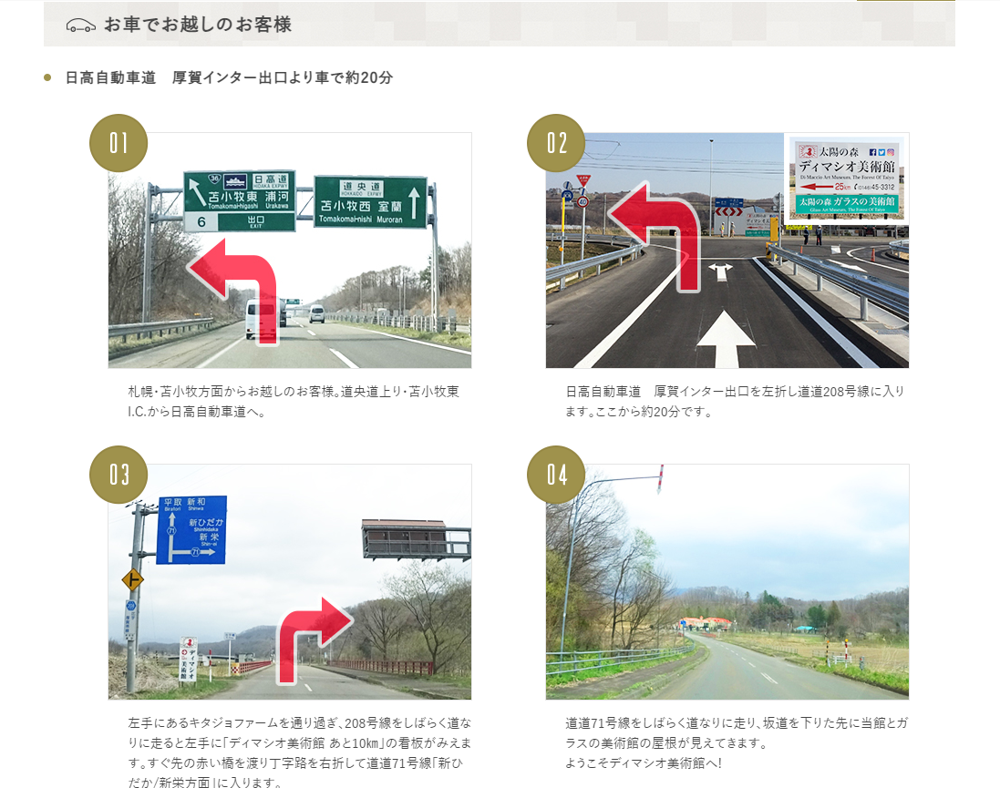 お車でお越しのお客様
日高自動車道　厚賀インター出口より車で約20分
01
36
日高道
HIDAKA EXPWY
苫小牧東 浦河
Tomakomai-higashi Urakawa
6 出口
EXIT
道央道
HOKKAIDO EXPWY
苫小牧西 室蘭
Tomakomai-nishi Muroran
札幌・苫小牧方面からお越しのお客様。道央道上り・苫小牧東
I.C.から日高自動車道へ。
02
40
太陽の森
ディマシオ美術館
Di Maccio Art Museum, The Forest Of Taiyo
25km (0146)45-3312
太陽の森 ガラスの美術館
Glass Art Museum, The Forest Of Taiyo
日高自動車道　厚賀インター出口を左折し道道208号線に入り
ます。ここから約20分です。
03
平取 新和
Biratori Shinwa
新ひだか
Shinhidaka
新栄
Shin-ei
71
71
208
ディマシオ
美術館
左手にあるキタジョファームを通り過ぎ、208号線をしばらく道な
りに走ると左手に「ディマシオ美術館 あと10km」の看板がみえま
す。すぐ先の赤い橋を渡り丁字路を右折して道道71号線「新ひ
だか/新栄方面」に入ります。
04
道道71号線をしばらく道なりに走り、坂道を下りた先に当館とガ
ラスの美術館の屋根が見えてきます。
ようこそディマシオ美術館へ!